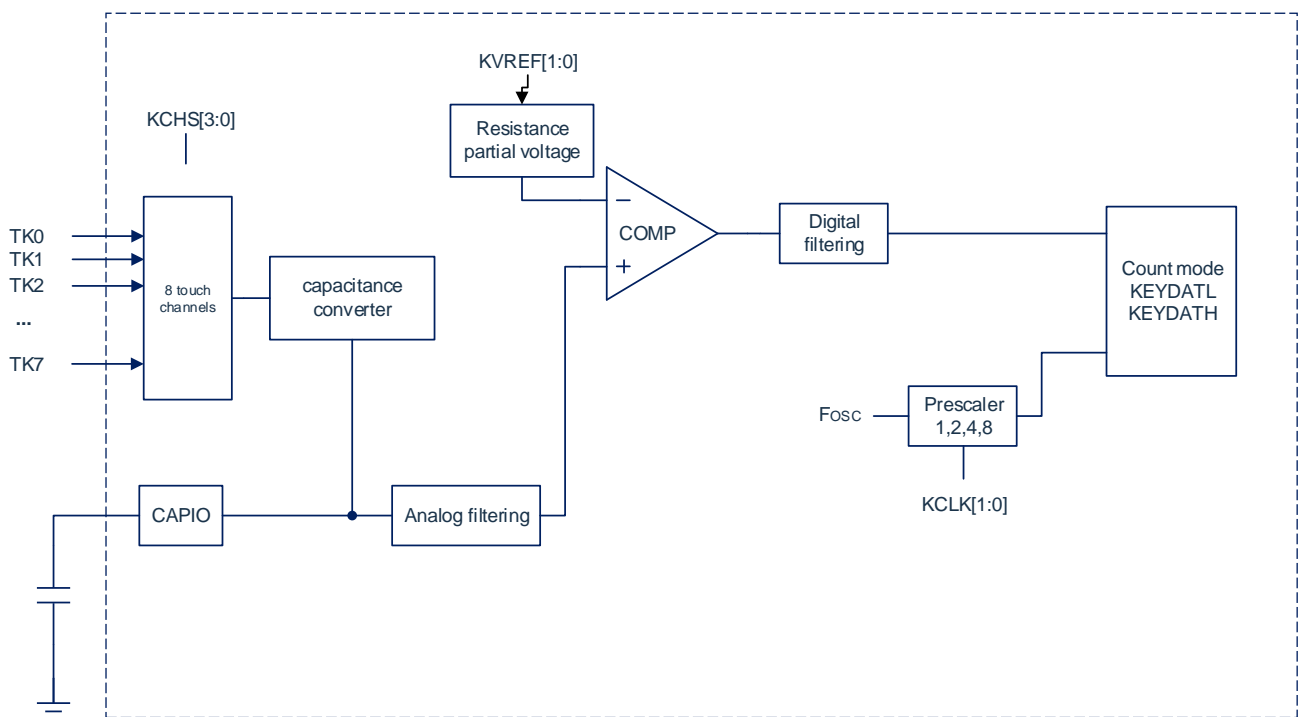 KVREF[1:0]
KCHS[3:0]
Resistance
partial voltage
TK0
TK1
TK2
...
TK7
8 touch
channels
capacitance
converter
−
COMP
+
Digital
filtering
Count mode
KEYDATL
KEYDATH
Fosc
Prescaler
1,2,4,8
KCLK[1:0]
CAPIO
Analog filtering